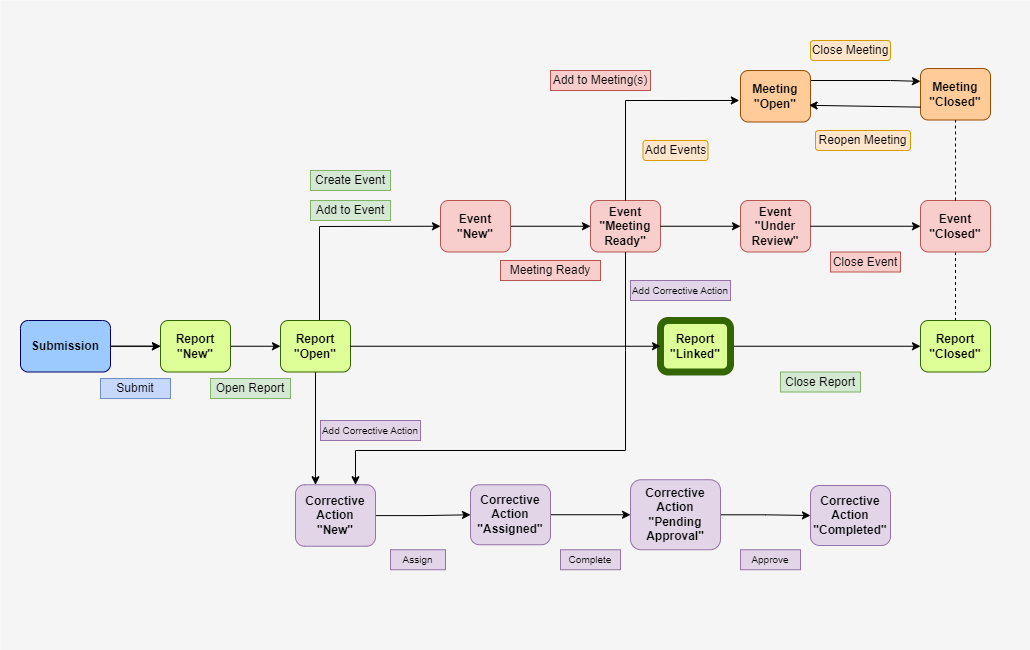 Close Meeting
Add to Meeting(s)
Meeting
"Open"
Meeting
"Closed"
Reopen Meeting
Add Events
Create Event
Add to Event
Event
"New"
Event
"Meeting
Ready"
Event
"Under
Review"
Event
"Closed"
Meeting Ready
Close Event
Add Corrective Action
Submission
Report
"New"
Report
"Open"
Report
"Linked"
Report
"Closed"
Submit
Open Report
Close Report
Add Corrective Action
Corrective
Action
"New"
Corrective
Action
"Assigned"
Corrective
Action
"Pending
Approval"
Corrective
Action
"Completed"
Assign
Complete
Approve